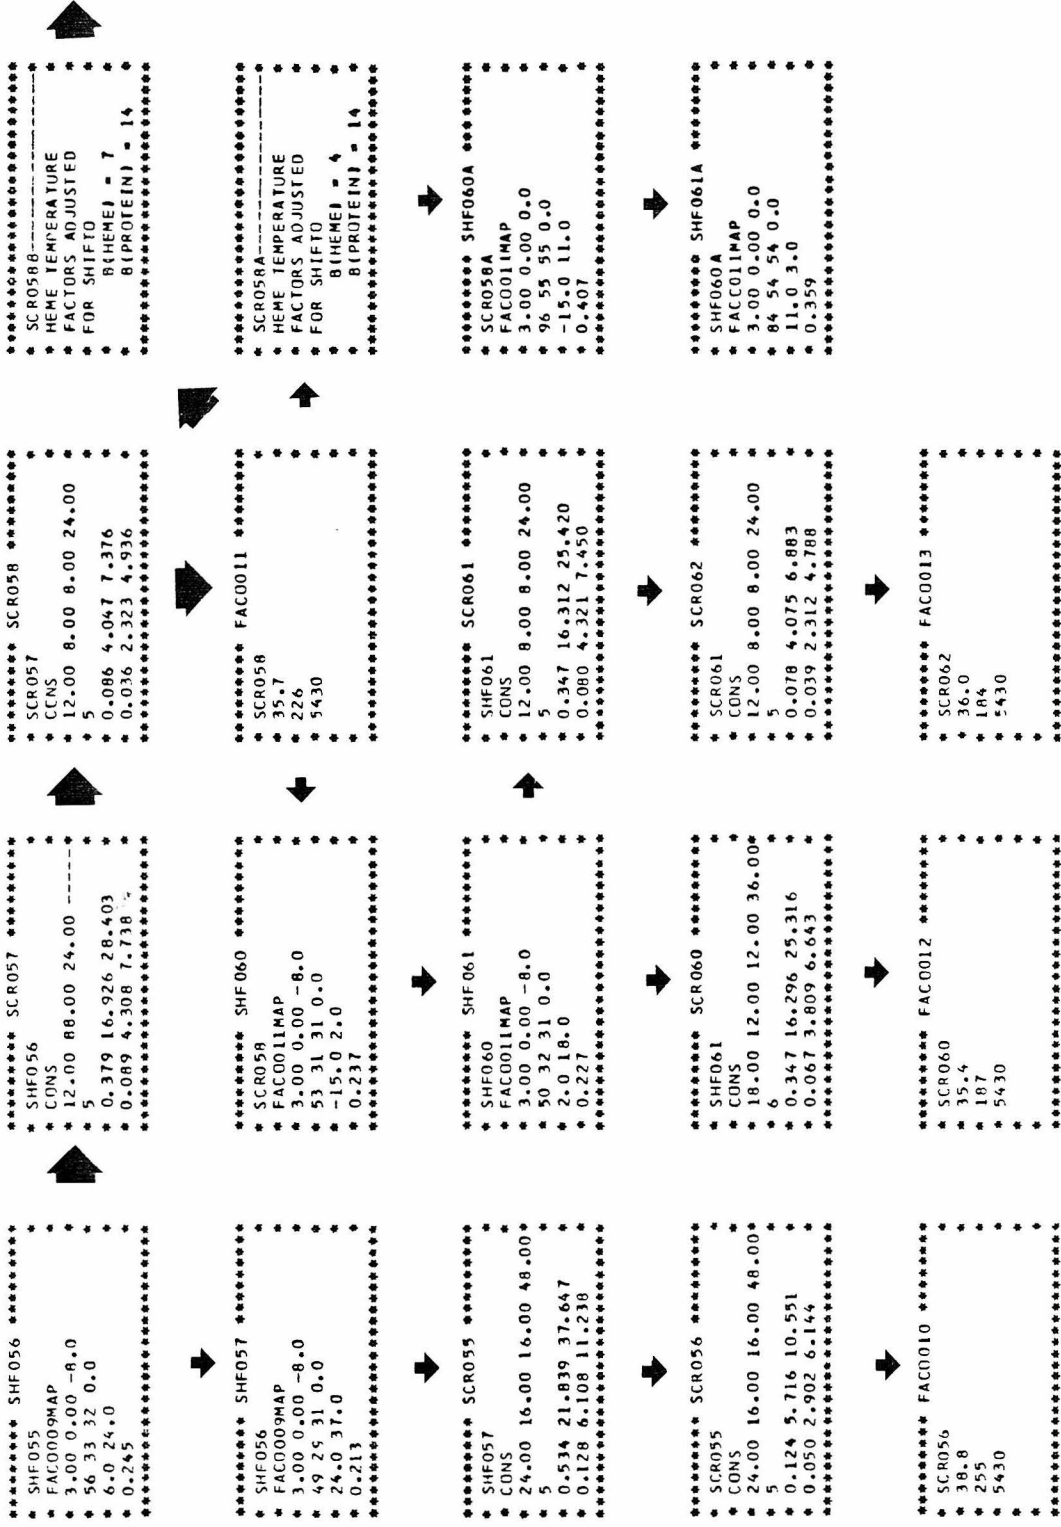 ******* SHF056 *********
* SHF055 *
* FAC0009MAP *
* 3.00 0.00 -8.0 *
* 56 33 32 0.0 *
* 6.0 24.0 *
* 0.245 *
************************
******* SCR057 *********
* SHF056 *
* CONS *
* 12.00 88.00 24.00 -----*
* 5 *
* 0.379 16.926 28.403 *
* 0.089 4.308 7.738 *
************************
******* SCR058 *********
* SCR057 *
* CCNS *
* 12.00 8.00 8.00 24.00 *
* 5 *
* 0.086 4.047 7.376 *
* 0.036 2.323 4.936 *
************************
************************
* SCR058B---------------
* HEME TEMPERATURE *
* FACTORS ADJUSTED *
* FOR SHIFTO *
* B(HEME) = 7 *
* B(PROTEIN) = 14 *
************************
******* SHF057 *********
* SHF056 *
* FAC0009MAP *
* 3.00 0.00 -8.0 *
* 49 29 31 0.0 *
* 24.0 37.0 *
* 0.213 *
************************
******* SHF060 *********
* SCR058 *
* FAC0011MAP *
* 3.00 0.00 -8.0 *
* 53 31 31 0.0 *
* -15.0 2.0 *
* 0.237 *
************************
******* FAC0011 ********
* SCR058 *
* 35.7 *
* 226 *
* 5430 *
* *
* *
************************
************************
* SCR058A---------------
* HEME TEMPERATURE *
* FACTORS ADJUSTED *
* FOR SHIFTO *
* B(HEME) = 4 *
* B(PROTEIN) = 14 *
************************
******* SCR055 *********
* SHF057 *
* CONS *
* 24.00 16.00 16.00 48.00*
* 5 *
* 0.534 21.839 37.647 *
* 0.128 6.108 11.238 *
************************
******* SHF061 *********
* SHF060 *
* FAC0011MAP *
* 3.00 0.00 -8.0 *
* 50 32 31 0.0 *
* 2.0 18.0 *
* 0.227 *
************************
******* SCR061 *********
* SHF061 *
* CONS *
* 12.00 8.00 8.00 24.00 *
* 5 *
* 0.347 16.312 25.420 *
* 0.080 4.321 7.450 *
************************
******* SHF060A ********
* SCR058A *
* FAC0011MAP *
* 3.00 0.00 0.0 *
* 96 55 55 0.0 *
* -15.0 11.0 *
* 0.407 *
************************
******* SCR056 *********
* SCR055 *
* CONS *
* 24.00 16.00 16.00 48.00*
* 5 *
* 0.124 5.716 10.551 *
* 0.050 2.902 6.144 *
************************
******* SCR060 *********
* SHF061 *
* CONS *
* 18.00 12.00 12.00 36.00*
* 6 *
* 0.347 16.296 25.316 *
* 0.067 3.809 6.643 *
************************
******* SCR062 *********
* SCR061 *
* CONS *
* 12.00 8.00 8.00 24.00 *
* 5 *
* 0.078 4.075 6.883 *
* 0.039 2.312 4.788 *
************************
******* SHF061A ********
* SHF060A *
* FACC011MAP *
* 3.00 0.00 0.0 *
* 84 54 54 0.0 *
* 11.0 3.0 *
* 0.359 *
************************
******* FAC0010 ********
* SCR056 *
* 38.8 *
* 255 *
* 5430 *
* *
* *
************************
******* FAC0012 ********
* SCR060 *
* 35.4 *
* 187 *
* 5430 *
* *
* *
************************
******* FAC0013 ********
* SCR062 *
* 36.0 *
* 184 *
* 5430 *
* *
* *
************************